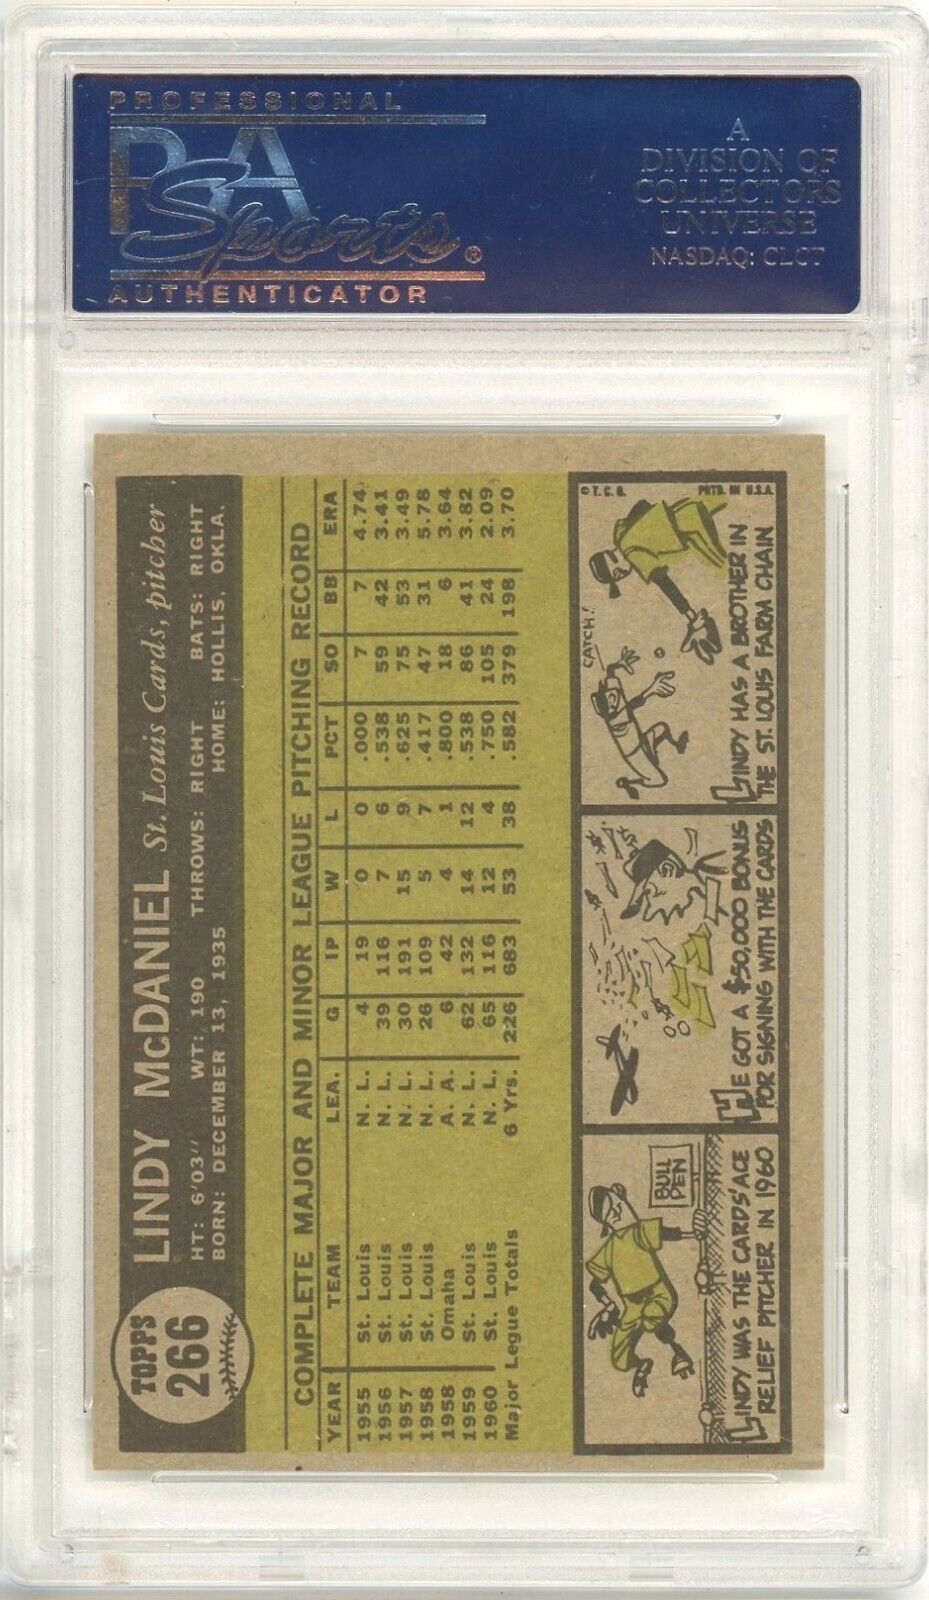 PROFESSIONAL
PSA
Sports®
AUTHENTICATOR
A
DIVISION OF
COLLECTORS
UNIVERSE
NASDAQ: CLCT
TOPPS
266
LINDY McDANIEL St. Louis Cards, pitcher
HT: 6'03" WT: 190 THROWS: RIGHT BATS: RIGHT
BORN: DECEMBER 13, 1935 HOME: HOLLIS, OKLA.
COMPLETE MAJOR AND MINOR LEAGUE PITCHING RECORD
YEAR TEAM LEA. G IP W L PCT SO BB ERA
1955 St. Louis N. L. 4 19 0 0 .000 7 7 4.74
1956 St. Louis N. L. 39 116 7 6 .538 59 42 3.41
1957 St. Louis N. L. 30 191 15 9 .625 75 53 3.49
1958 St. Louis N. L. 26 109 5 7 .417 47 31 5.78
1958 Omaha A. A. 6 42 4 1 .800 18 6 3.64
1959 St. Louis N. L. 62 132 14 12 .538 86 41 3.82
1960 St. Louis N. L. 65 116 12 4 .750 105 24 2.09
Major Legue Totals 6 Yrs. 226 683 53 38 .582 379 198 3.70
BULL
PEN
LINDY WAS THE CARDS' ACE
RELIEF PITCHER IN 1960
HE GOT A $50,000 BONUS
FOR SIGNING WITH THE CARDS
© T. C. G. PRTD. IN U.S.A.
CATCH!
LINDY HAS A BROTHER IN
THE ST. LOUIS FARM CHAIN